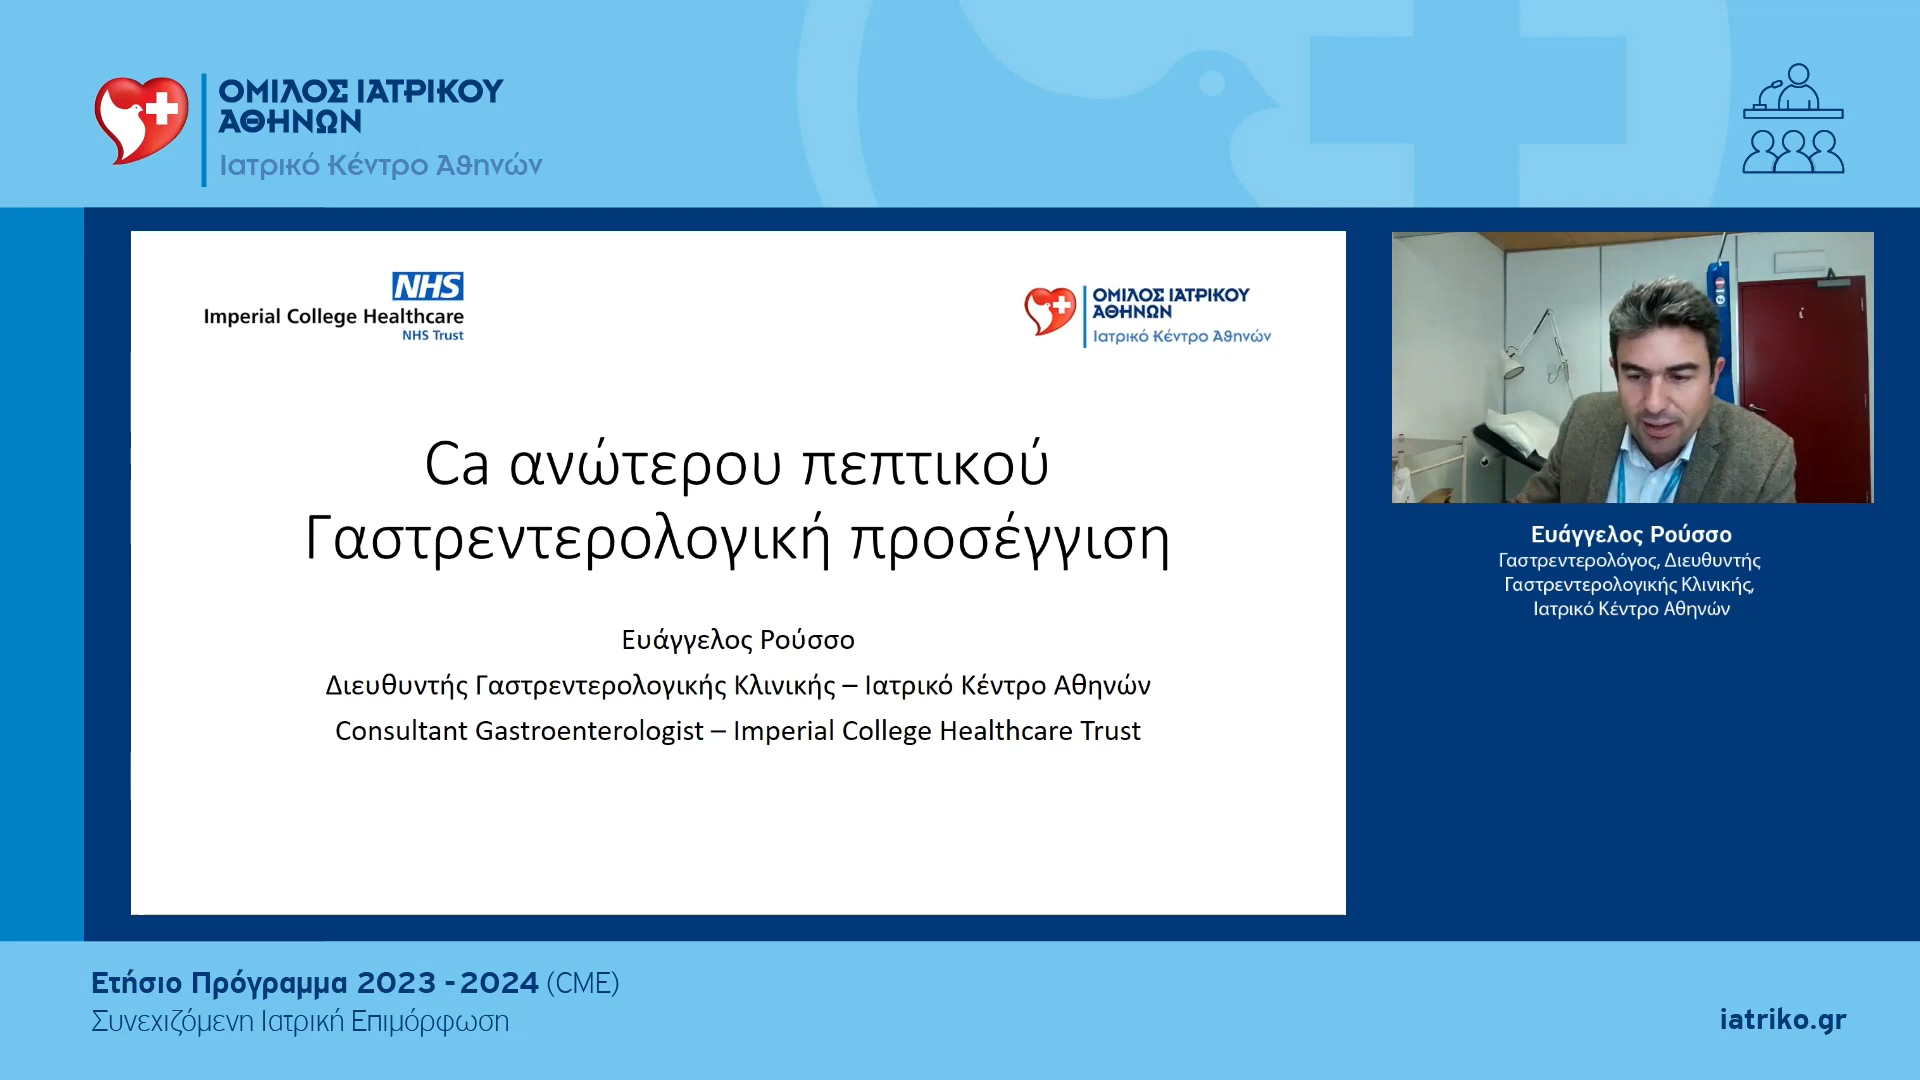 ΟΜΙΛΟΣ ΙΑΤΡΙΚΟΥ
ΑΘΗΝΩΝ
Ιατρικό Κέντρο Αθηνών
NHS
Imperial College Healthcare
NHS Trust
ΟΜΙΛΟΣ ΙΑΤΡΙΚΟΥ
ΑΘΗΝΩΝ
Ιατρικό Κέντρο Αθηνών
Ca ανώτερου πεπτικού
Γαστρεντερολογική προσέγγιση
Ευάγγελος Ρούσσο
Διευθυντής Γαστρεντερολογικής Κλινικής – Ιατρικό Κέντρο Αθηνών
Consultant Gastroenterologist – Imperial College Healthcare Trust
Ευάγγελος Ρούσσο
Γαστρεντερολόγος, Διευθυντής
Γαστρεντερολογικής Κλινικής,
Ιατρικό Κέντρο Αθηνών
Ετήσιο Πρόγραμμα 2023 - 2024 (CME)
Συνεχιζόμενη Ιατρική Επιμόρφωση
iatriko.gr